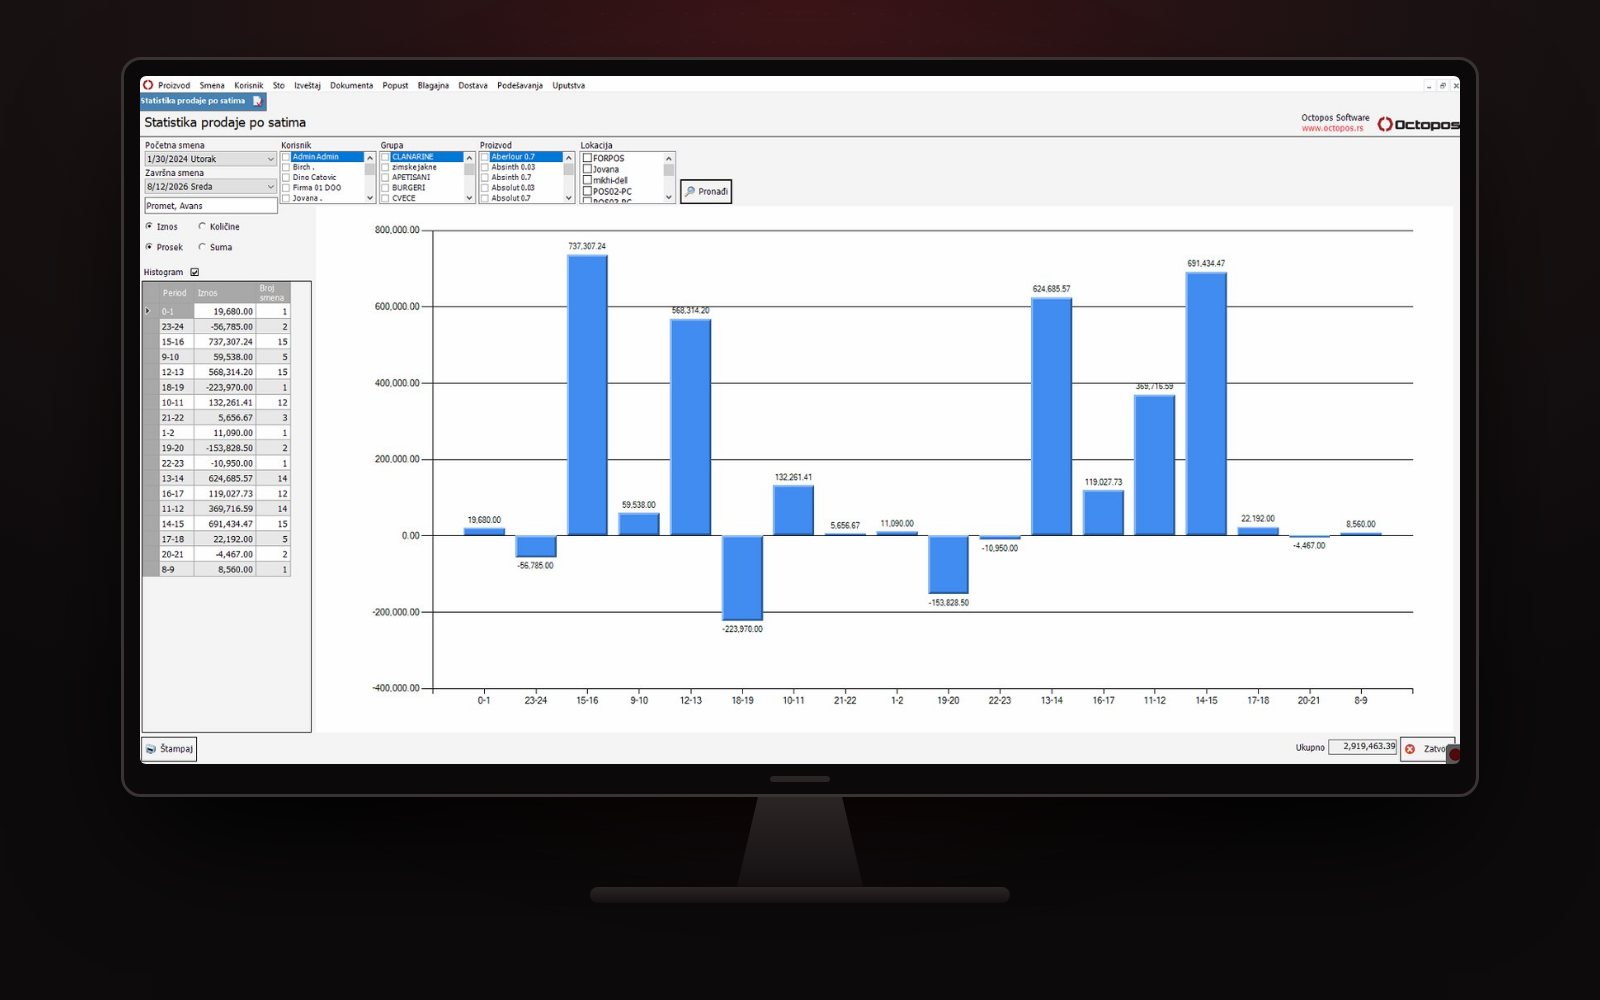 Proizvod Smena Korisnik Sto Izveštaj Dokumenta Popust Blagajna Dostava Podešavanja Uputstva
Statistika prodaje po satima
Statistika prodaje po satima
Octopos Software
www.octopos.rs
Octopos
Početna smena
1/30/2024 Utorak
Završna smena
8/12/2026 Sreda
Promet, Avans
Korisnik
Admin Admin
Birch .
Dino Catovic
Firma 01 DOO
Jovana .
Grupa
CLANARINE
zimske jakne
APETISANI
BURGERI
CVECE
Proizvod
Aberlour 0.7
Absinth 0.03
Absinth 0.7
Absolut 0.03
Absolut 0.7
Lokacija
FORPOS
Jovana
mikhi-dell
POS02-PC
POS03-PC
Pronađi
Iznos Količine
Prosek Suma
Histogram
Period Iznos Broj smena
0-1 19,680.00 1
23-24 -56,785.00 2
15-16 737,307.24 15
9-10 59,538.00 5
12-13 568,314.20 15
18-19 -223,970.00 1
10-11 132,261.41 12
21-22 5,656.67 3
1-2 11,090.00 1
19-20 -153,828.50 2
22-23 -10,950.00 1
13-14 624,685.57 14
16-17 119,027.73 12
11-12 369,716.59 14
14-15 691,434.47 15
17-18 22,192.00 5
20-21 -4,467.00 2
8-9 8,560.00 1
800,000.00
600,000.00
400,000.00
200,000.00
0.00
-200,000.00
-400,000.00
19,680.00
-56,785.00
737,307.24
59,538.00
568,314.20
-223,970.00
132,261.41
5,656.67
11,090.00
-153,828.50
-10,950.00
624,685.57
119,027.73
369,716.59
691,434.47
22,192.00
-4,467.00
8,560.00
0-1 23-24 15-16 9-10 12-13 18-19 10-11 21-22 1-2 19-20 22-23 13-14 16-17 11-12 14-15 17-18 20-21 8-9
Štampaj
Ukupno 2,919,463.39
Zatvo